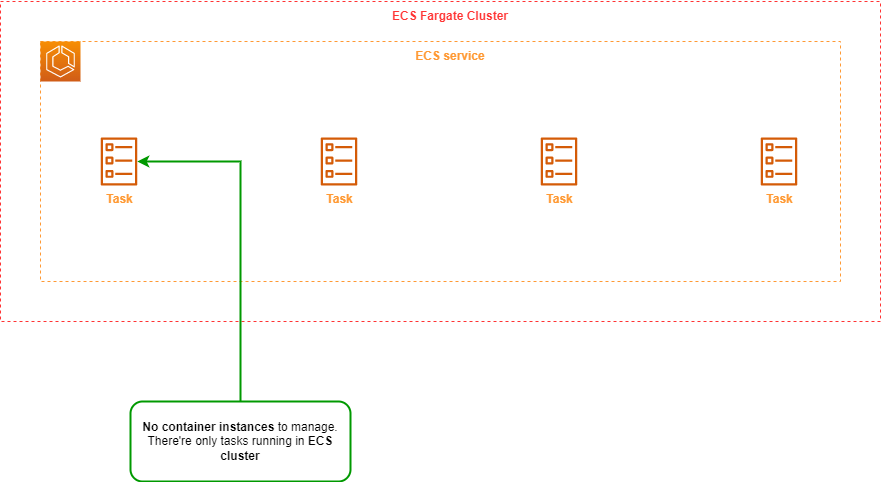 ECS Fargate Cluster
ECS service
Task
Task
Task
Task
No container instances to manage.
There're only tasks running in ECS
cluster